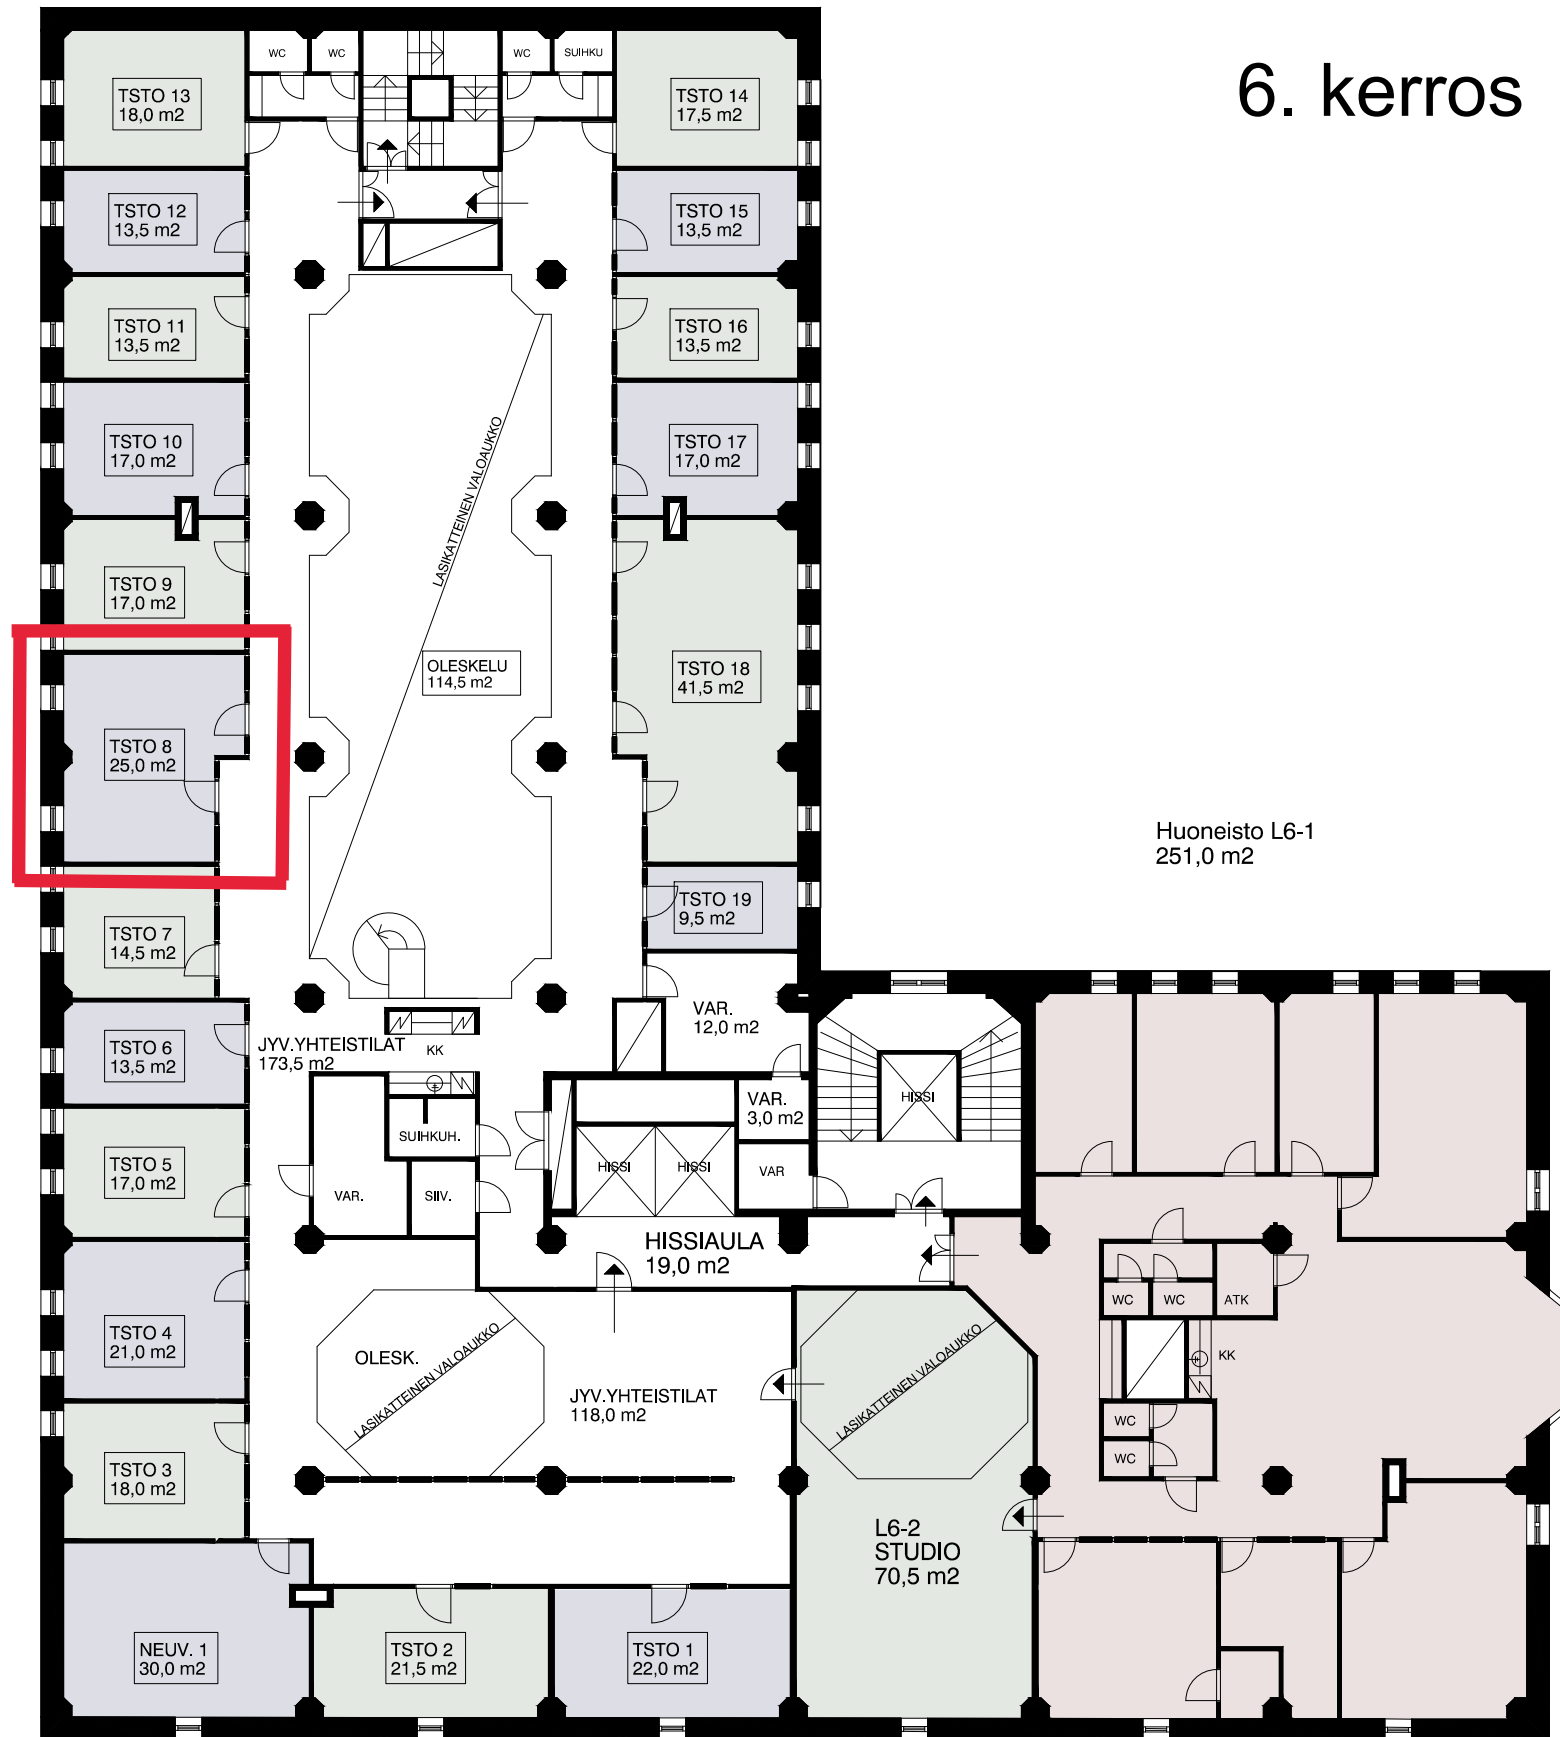 6. kerros
WC
WC
WC
SUIHKU
TSTO 13
18,0 m2
TSTO 14
17,5 m2
TSTO 12
13,5 m2
TSTO 15
13,5 m2
TSTO 11
13,5 m2
TSTO 16
13,5 m2
TSTO 10
17,0 m2
TSTO 17
17,0 m2
LASIKATTEINEN VALOAUKKO
TSTO 9
17,0 m2
OLESKELU
114,5 m2
TSTO 18
41,5 m2
TSTO 8
25,0 m2
Huoneisto L6-1
251,0 m2
TSTO 19
9,5 m2
TSTO 7
14,5 m2
VAR.
12,0 m2
TSTO 6
13,5 m2
JYV.YHTEISTILAT
173,5 m2
KK
HISSI
VAR.
3,0 m2
SUIHKUH.
TSTO 5
17,0 m2
HISSI
HISSI
VAR
VAR.
SIIV.
HISSIAULA
19,0 m2
WC
WC
ATK
TSTO 4
21,0 m2
OLESK.
LASIKATTEINEN VALOAUKKO
LASIKATTEINEN VALOAUKKO
KK
JYV.YHTEISTILAT
118,0 m2
WC
WC
TSTO 3
18,0 m2
L6-2
STUDIO
70,5 m2
NEUV. 1
30,0 m2
TSTO 2
21,5 m2
TSTO 1
22,0 m2